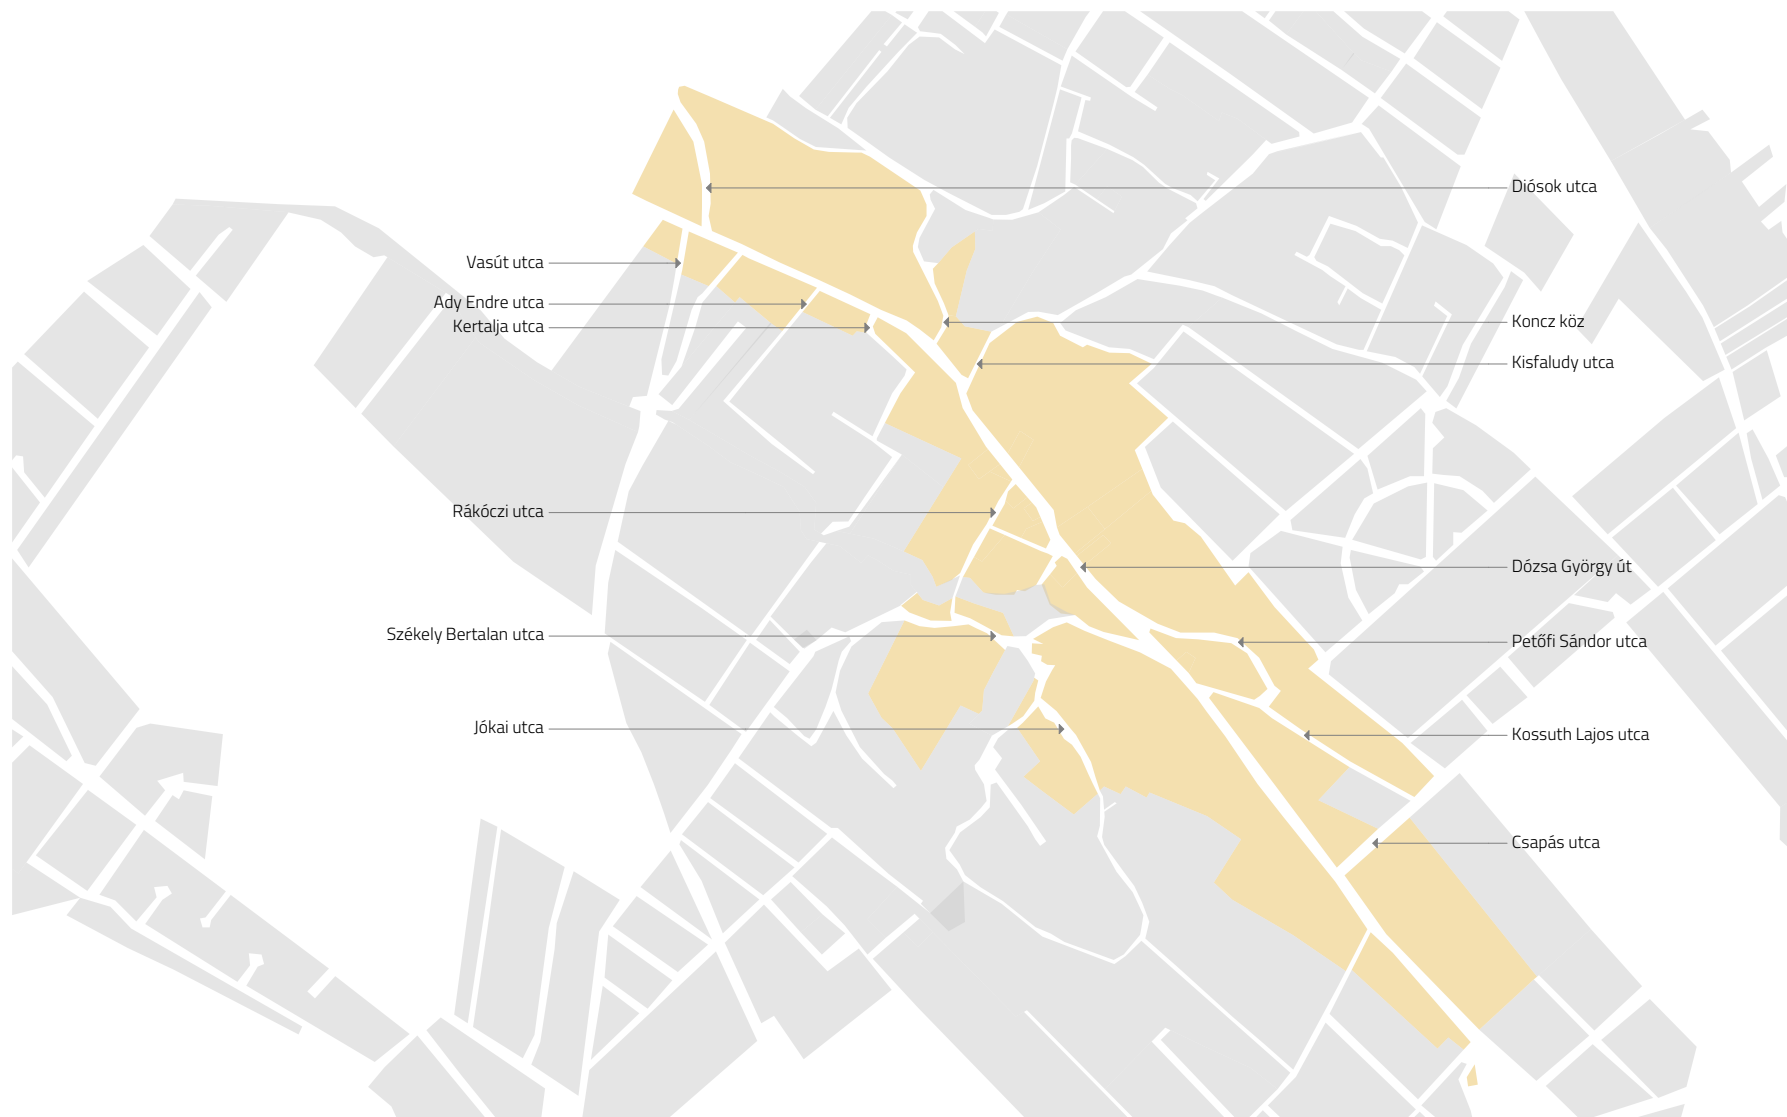 Diósok utca
Vasút utca
Ady Endre utca
Kertalja utca
Koncz köz
Kisfaludy utca
Rákóczi utca
Dózsa György út
Székely Bertalan utca
Petőfi Sándor utca
Jókai utca
Kossuth Lajos utca
Csapás utca